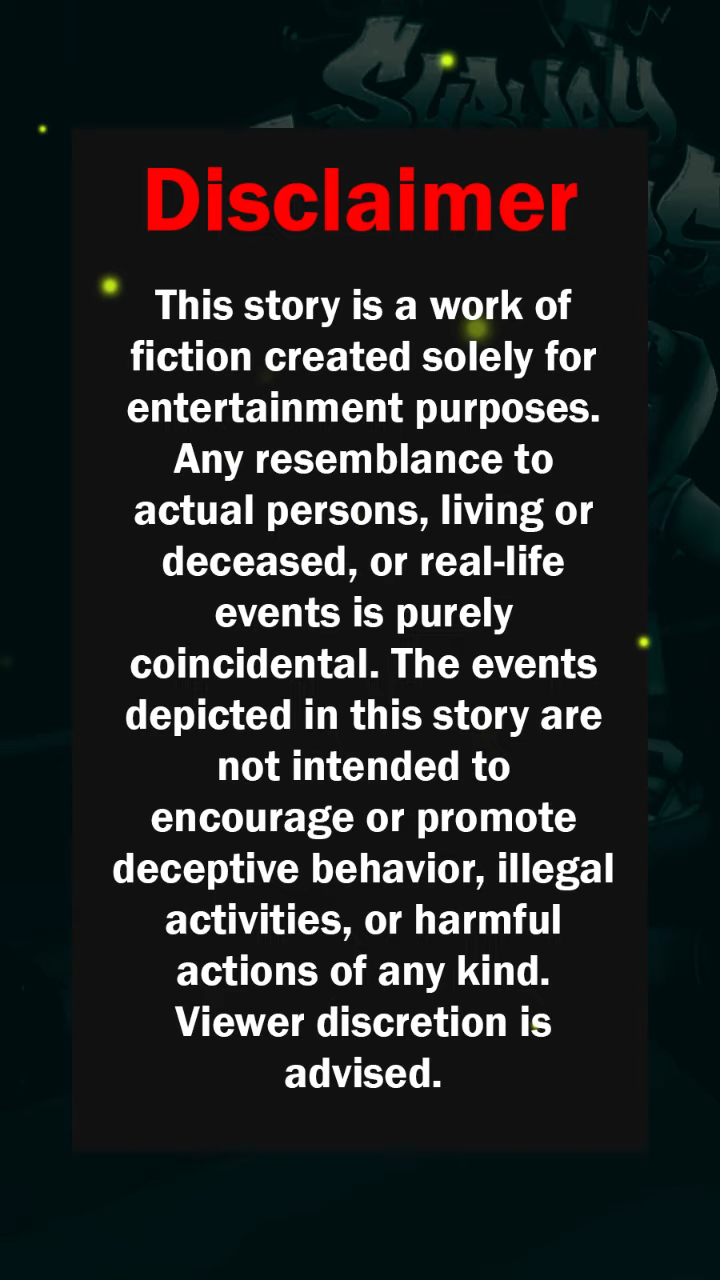 SUBWAY
Disclaimer
This story is a work of
fiction created solely for
entertainment purposes.
Any resemblance to
actual persons, living or
deceased, or real-life
events is purely
coincidental. The events
depicted in this story are
not intended to
encourage or promote
deceptive behavior, illegal
activities, or harmful
actions of any kind.
Viewer discretion is
advised.